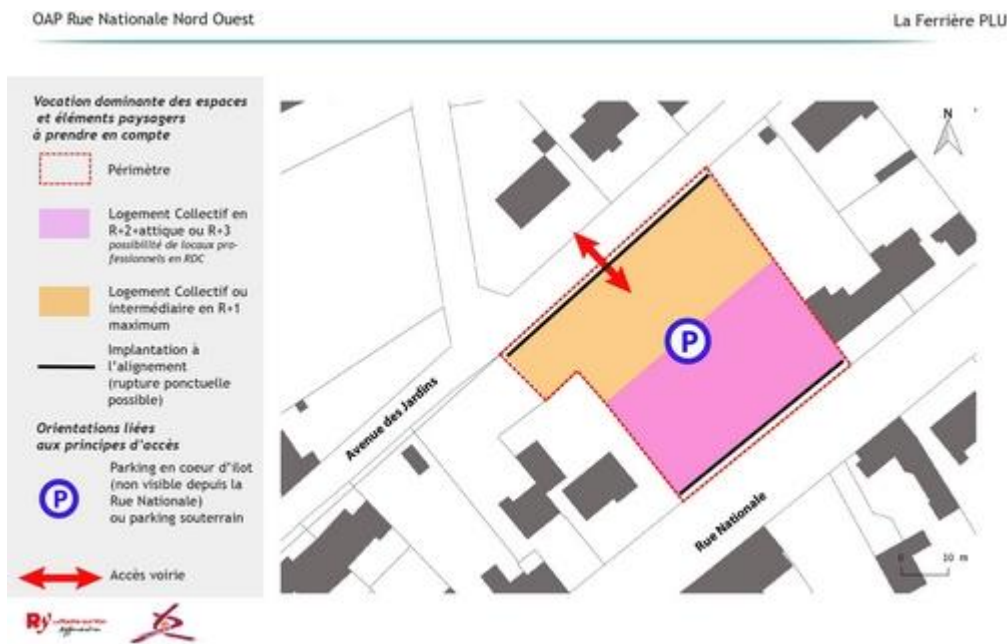 OAP Rue Nationale Nord Ouest
La Ferrière PLU
Vocation dominante des espaces
et éléments paysagers
à prendre en compte
Périmètre
Logement Collectif en
R+2+attique ou R+3
possibilité de locaux pro-
fessionnels en RDC
Logement Collectif ou
intermédiaire en R+1
maximum
Implantation à
l'alignement
(rupture ponctuelle
possible)
Orientations liées
aux principes d'accès
P
Parking en coeur d'ilot
(non visible depuis la
Rue Nationale)
ou parking souterrain
Accès voirie
N
P
Avenue des Jardins
Rue Nationale
0 10 m